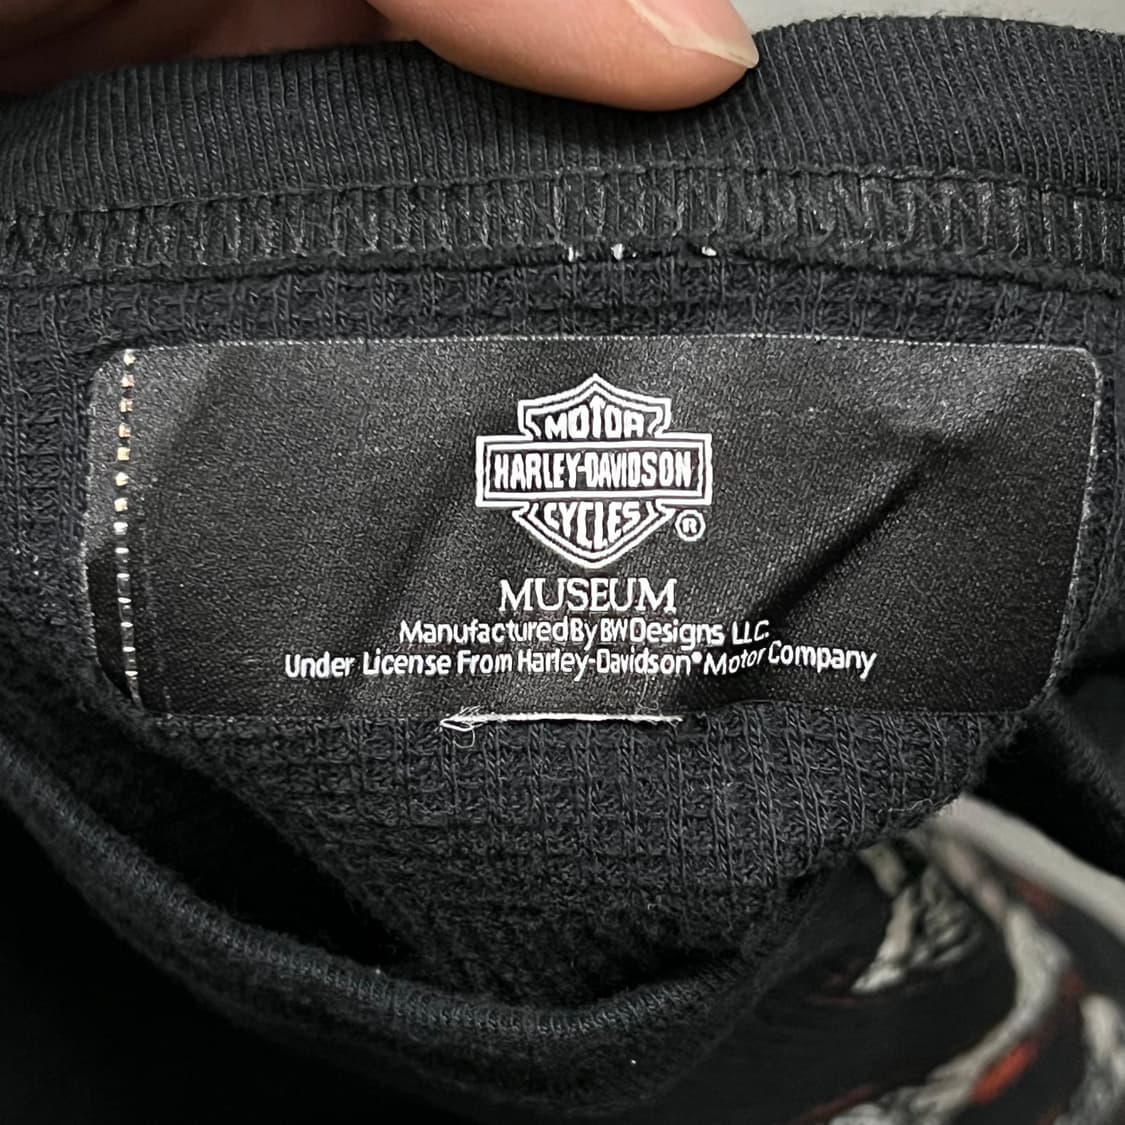 MOTOR
HARLEY-DAVIDSON
CYCLES
®
MUSEUM
Manufactured By BW Designs LLC.
Under License From Harley-Davidson® Motor Company